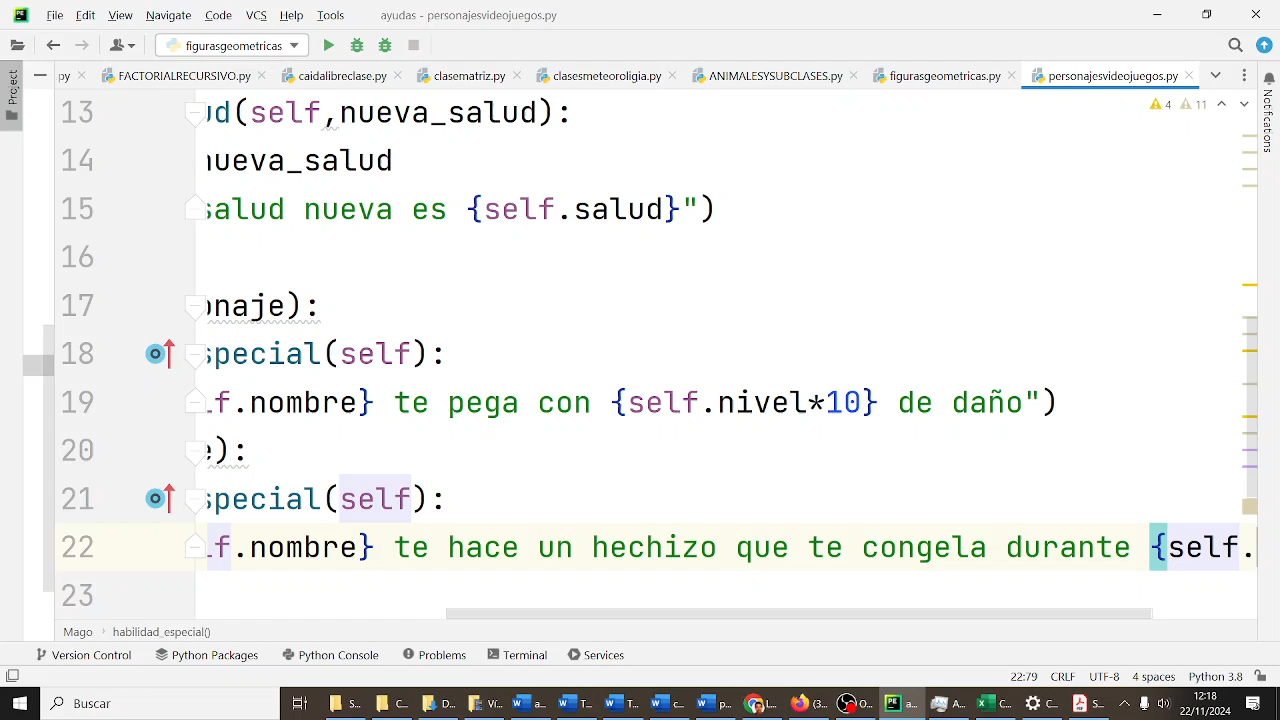 File Edit View Navigate Code VCS Help Tools ayudas - personajesvideojuegos.py
figurasgeometricas
.py FACTORIALRECURSIVO.py caidalibreclase.py clasematriz.py clasesmeteoroligia.py ANIMALESYSUBCLASES.py figurasgeometricas.py personajesvideojuegos.py
Project
Notifications
4 11
13 ud(self,nueva_salud):
14 nueva_salud
15 salud nueva es {self.salud}")
16
17 onaje):
18 special(self):
19 lf.nombre} te pega con {self.nivel*10} de daño")
20 e):
21 special(self):
22 lf.nombre} te hace un hechizo que te congela durante {self.
23
Mago habilidad_especial()
Version Control Python Packages Python Console Problems Terminal Services
22:79 CRLF UTF-8 4 spaces Python 3.8
Buscar S... C... ... Vi... a... T... T... c... ... C... F... O... a... A... E... C... P...
12:18
22/11/2024